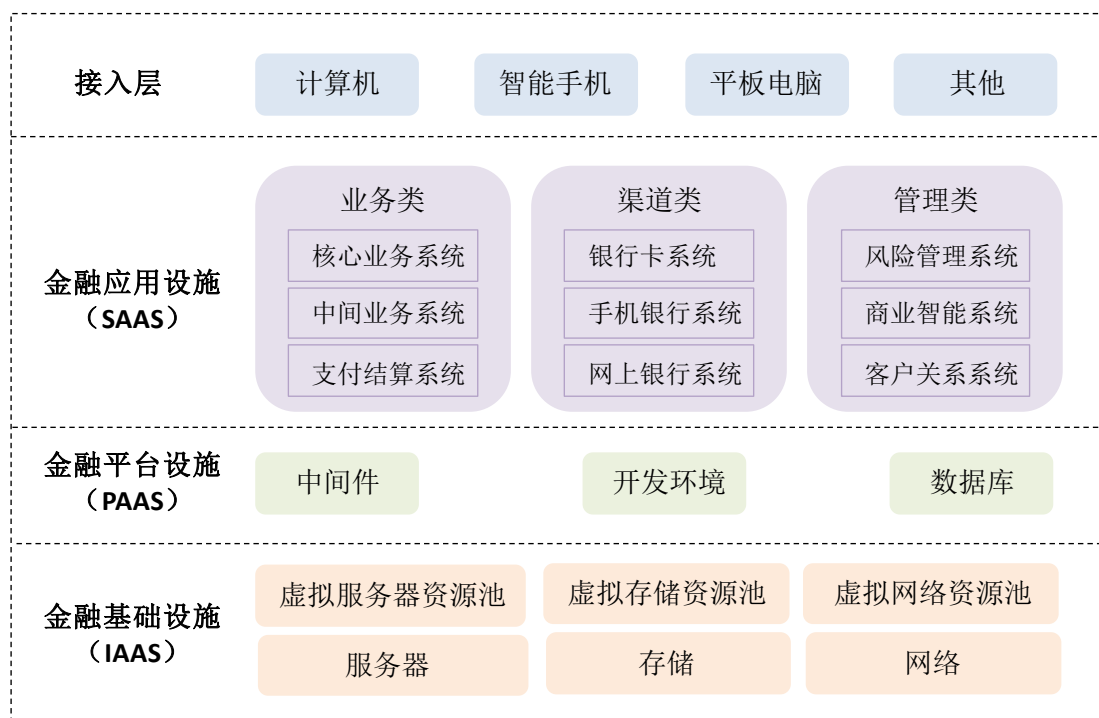 接入层
计算机
智能手机
平板电脑
其他
金融应用设施
（SAAS）
业务类
核心业务系统
中间业务系统
支付结算系统
渠道类
银行卡系统
手机银行系统
网上银行系统
管理类
风险管理系统
商业智能系统
客户关系系统
金融平台设施
（PAAS）
中间件
开发环境
数据库
金融基础设施
（IAAS）
虚拟服务器资源池
虚拟存储资源池
虚拟网络资源池
服务器
存储
网络